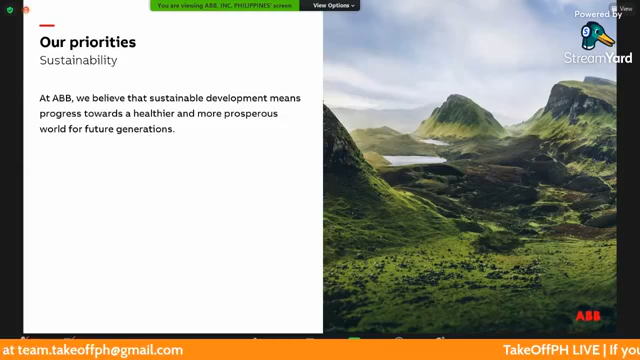 You are viewing ABB, INC. PHILIPPINES' screen
View Options
View
Powered by
StreamYard
Our priorities
Sustainability
At ABB, we believe that sustainable development means
progress towards a healthier and more prosperous
world for future generations.
ABB
at team.takeoffph@gmail.com
TakeOffPH LIVE | If you